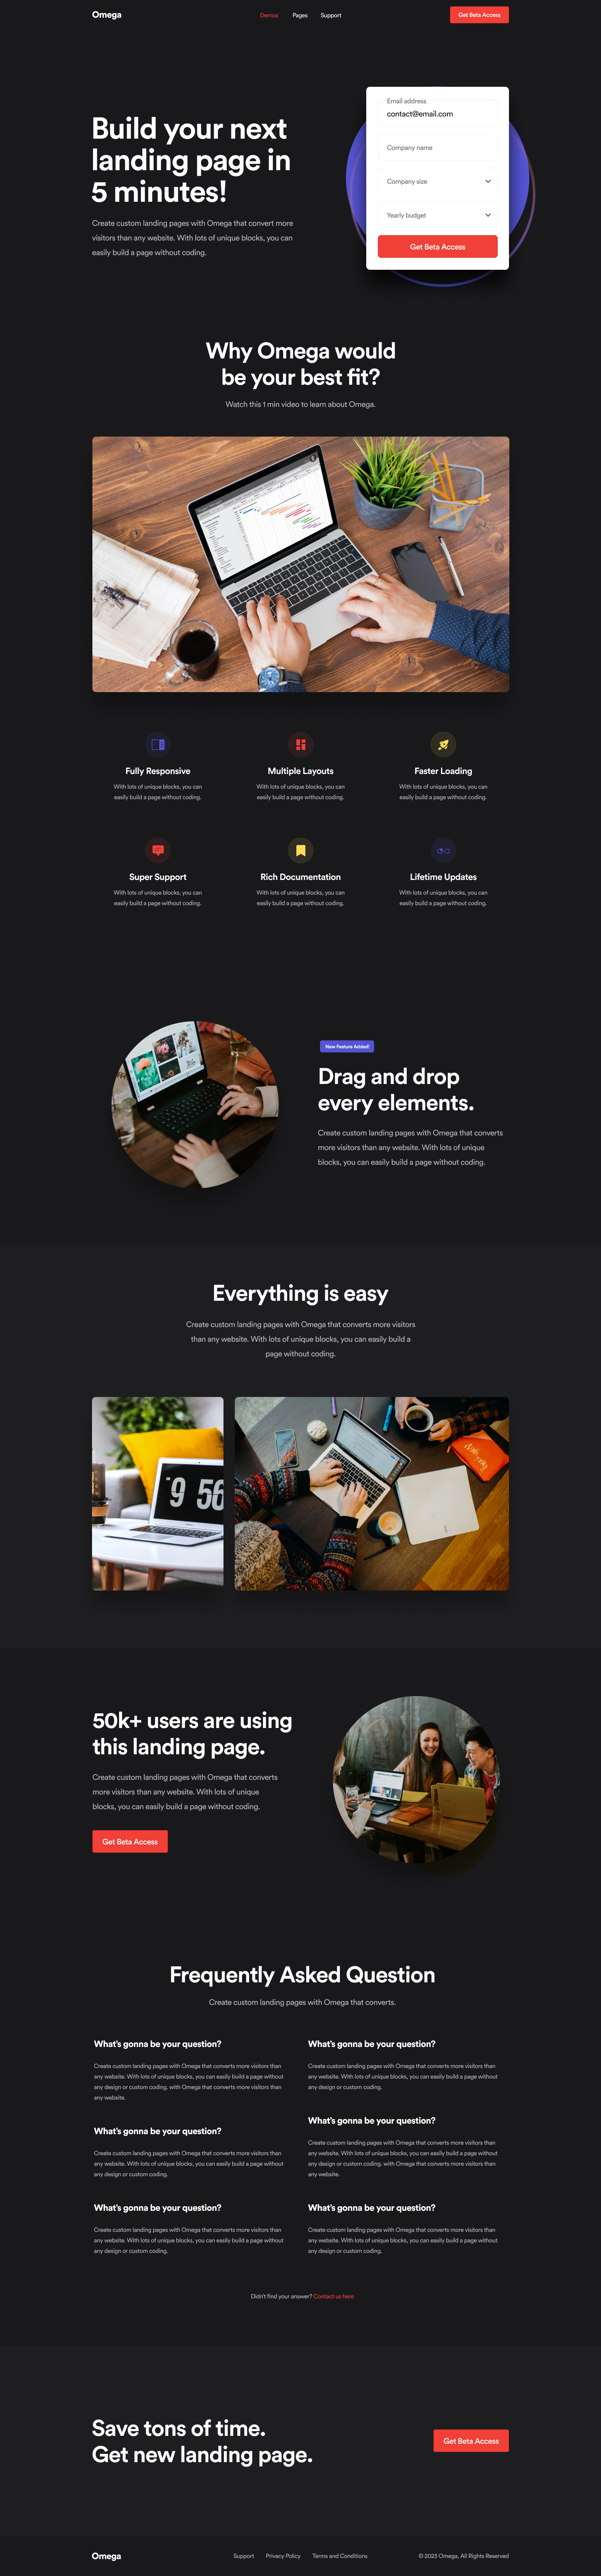 Omega
Demos
Pages
Support
Get Beta Access
Build your next
landing page in
5 minutes!
Create custom landing pages with Omega that convert more
visitors than any website. With lots of unique blocks, you can
easily build a page without coding.
Email address
contact@email.com
Company name
Company size
Yearly budget
Get Beta Access
Why Omega would
be your best fit?
Watch this 1 min video to learn about Omega.
Fully Responsive
With lots of unique blocks, you can
easily build a page without coding.
Multiple Layouts
With lots of unique blocks, you can
easily build a page without coding.
Faster Loading
With lots of unique blocks, you can
easily build a page without coding.
Super Support
With lots of unique blocks, you can
easily build a page without coding.
Rich Documentation
With lots of unique blocks, you can
easily build a page without coding.
Lifetime Updates
With lots of unique blocks, you can
easily build a page without coding.
New Feature Added!
Drag and drop
every elements.
Create custom landing pages with Omega that converts
more visitors than any website. With lots of unique
blocks, you can easily build a page without coding.
Everything is easy
Create custom landing pages with Omega that converts more visitors
than any website. With lots of unique blocks, you can easily build a
page without coding.
9 56
50k+ users are using
this landing page.
Create custom landing pages with Omega that converts
more visitors than any website. With lots of unique
blocks, you can easily build a page without coding.
Get Beta Access
Frequently Asked Question
Create custom landing pages with Omega that converts.
What's gonna be your question?
Create custom landing pages with Omega that converts more visitors than
any website. With lots of unique blocks, you can easily build a page without
any design or custom coding. with Omega that converts more visitors than
any website.
What's gonna be your question?
Create custom landing pages with Omega that converts more visitors than
any website. With lots of unique blocks, you can easily build a page without
any design or custom coding.
What's gonna be your question?
Create custom landing pages with Omega that converts more visitors than
any website. With lots of unique blocks, you can easily build a page without
any design or custom coding.
What's gonna be your question?
Create custom landing pages with Omega that converts more visitors than
any website. With lots of unique blocks, you can easily build a page without
any design or custom coding.
What's gonna be your question?
Create custom landing pages with Omega that converts more visitors than
any website. With lots of unique blocks, you can easily build a page without
any design or custom coding. with Omega that converts more visitors than
any website.
What's gonna be your question?
Create custom landing pages with Omega that converts more visitors than
any website. With lots of unique blocks, you can easily build a page without
any design or custom coding.
Didn't find your answer? Contact us here
Save tons of time.
Get new landing page.
Get Beta Access
Omega
Support
Privacy Policy
Terms and Conditions
© 2023 Omega, All Rights Reserved